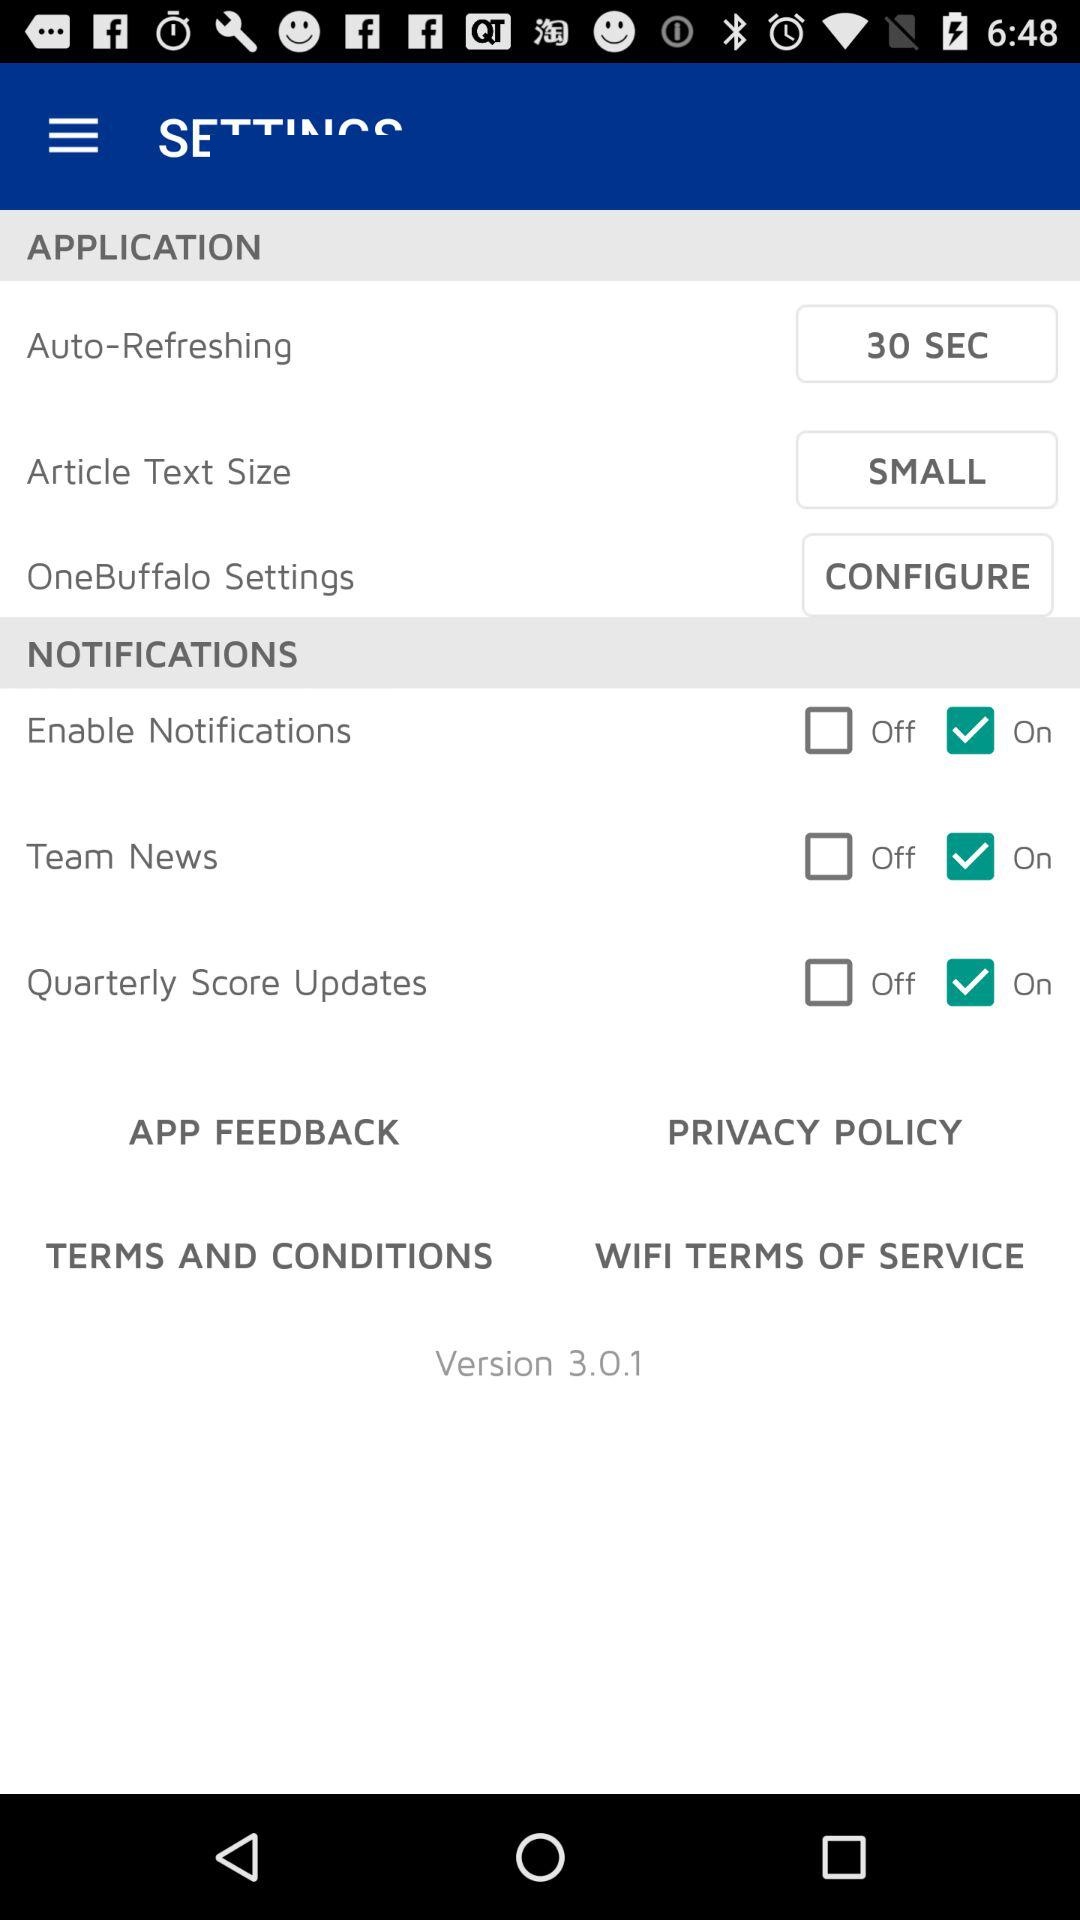 QT 淘 6:48
SETTINGS
APPLICATION
Auto-Refreshing 30 SEC
Article Text Size SMALL
OneBuffalo Settings CONFIGURE
NOTIFICATIONS
Enable Notifications Off On
Team News Off On
Quarterly Score Updates Off On
APP FEEDBACK PRIVACY POLICY
TERMS AND CONDITIONS WIFI TERMS OF SERVICE
Version 3.0.1